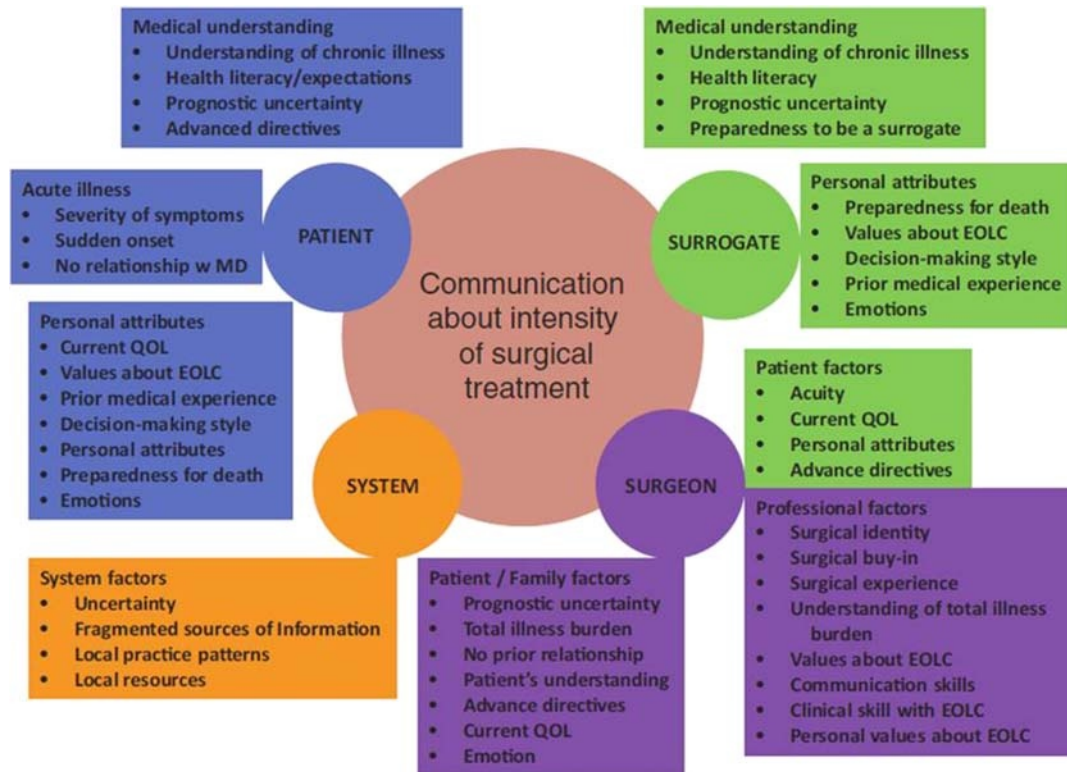 Medical understanding
• Understanding of chronic illness
• Health literacy/expectations
• Prognostic uncertainty
• Advanced directives
Medical understanding
• Understanding of chronic illness
• Health literacy
• Prognostic uncertainty
• Preparedness to be a surrogate
Acute illness
• Severity of symptoms
• Sudden onset
• No relationship w MD
PATIENT
SURROGATE
Personal attributes
• Preparedness for death
• Values about EOLC
• Decision-making style
• Prior medical experience
• Emotions
Communication
about intensity
of surgical
treatment
Personal attributes
• Current QOL
• Values about EOLC
• Prior medical experience
• Decision-making style
• Personal attributes
• Preparedness for death
• Emotions
Patient factors
• Acuity
• Current QOL
• Personal attributes
• Advance directives
SYSTEM
SURGEON
Professional factors
• Surgical identity
• Surgical buy-in
• Surgical experience
• Understanding of total illness
burden
• Values about EOLC
• Communication skills
• Clinical skill with EOLC
• Personal values about EOLC
System factors
• Uncertainty
• Fragmented sources of Information
• Local practice patterns
• Local resources
Patient / Family factors
• Prognostic uncertainty
• Total illness burden
• No prior relationship
• Patient's understanding
• Advance directives
• Current QOL
• Emotion